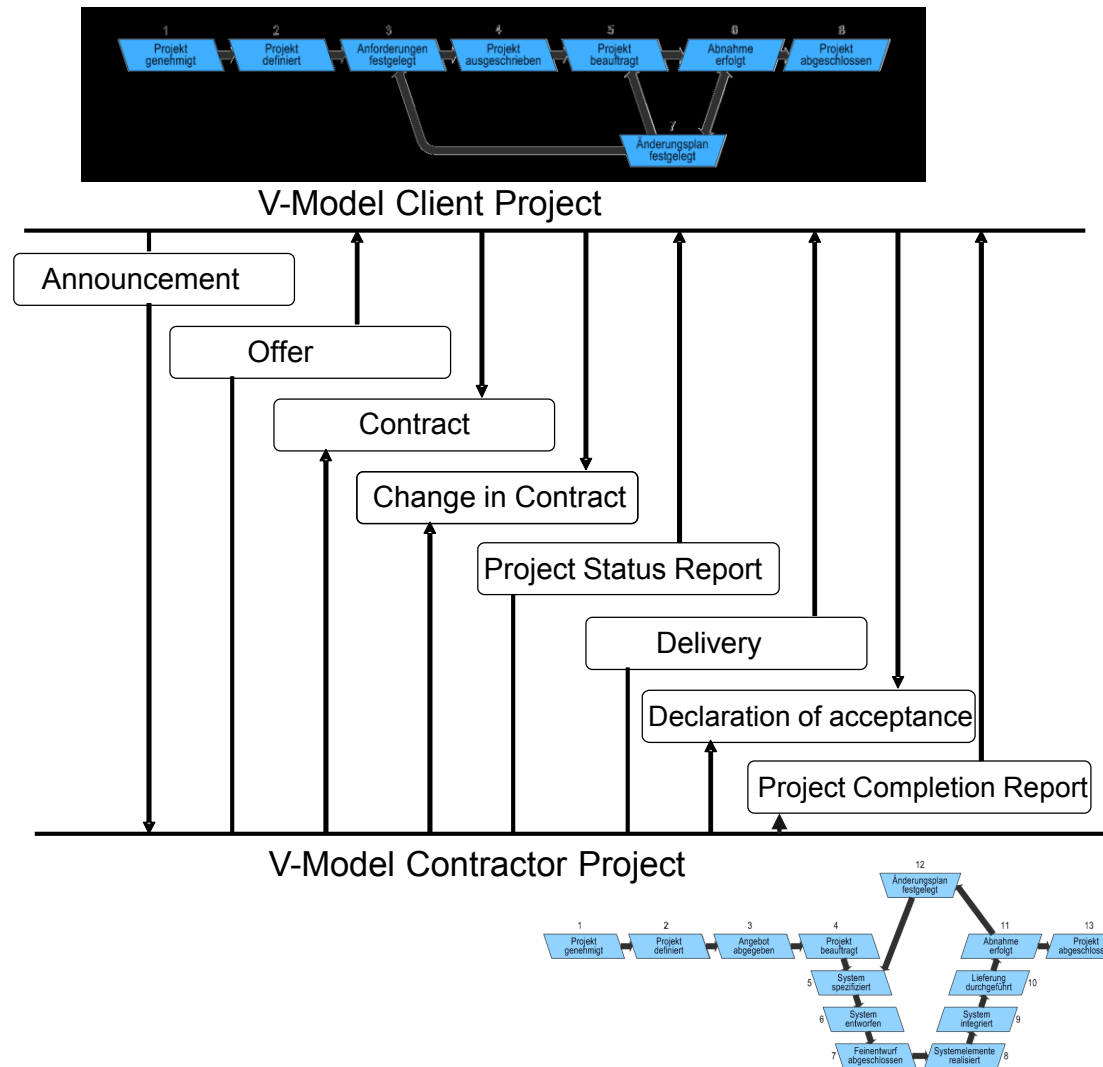 1 2 3 4 5 6 8
Projekt genehmigt
Projekt definiert
Anforderungen festgelegt
Projekt ausgeschrieben
Projekt beauftragt
Abnahme erfolgt
Projekt abgeschlossen
7
Änderungsplan
festgelegt
V-Model Client Project
Announcement
Offer
Contract
Change in Contract
Project Status Report
Delivery
Declaration of acceptance
Project Completion Report
V-Model Contractor Project
12
Änderungsplan
festgelegt
1
Projekt
genehmigt
2
Projekt
definiert
3
Angebot
abgegeben
4
Projekt
beauftragt
11
Abnahme
erfolgt
13
Projekt
abgeschloss
5
System
spezifiziert
Lieferung
durchgeführt
10
6
System
entworfen
System
integriert
9
7
Feinentwurf
abgeschlossen
Systemelemente
realisiert
8